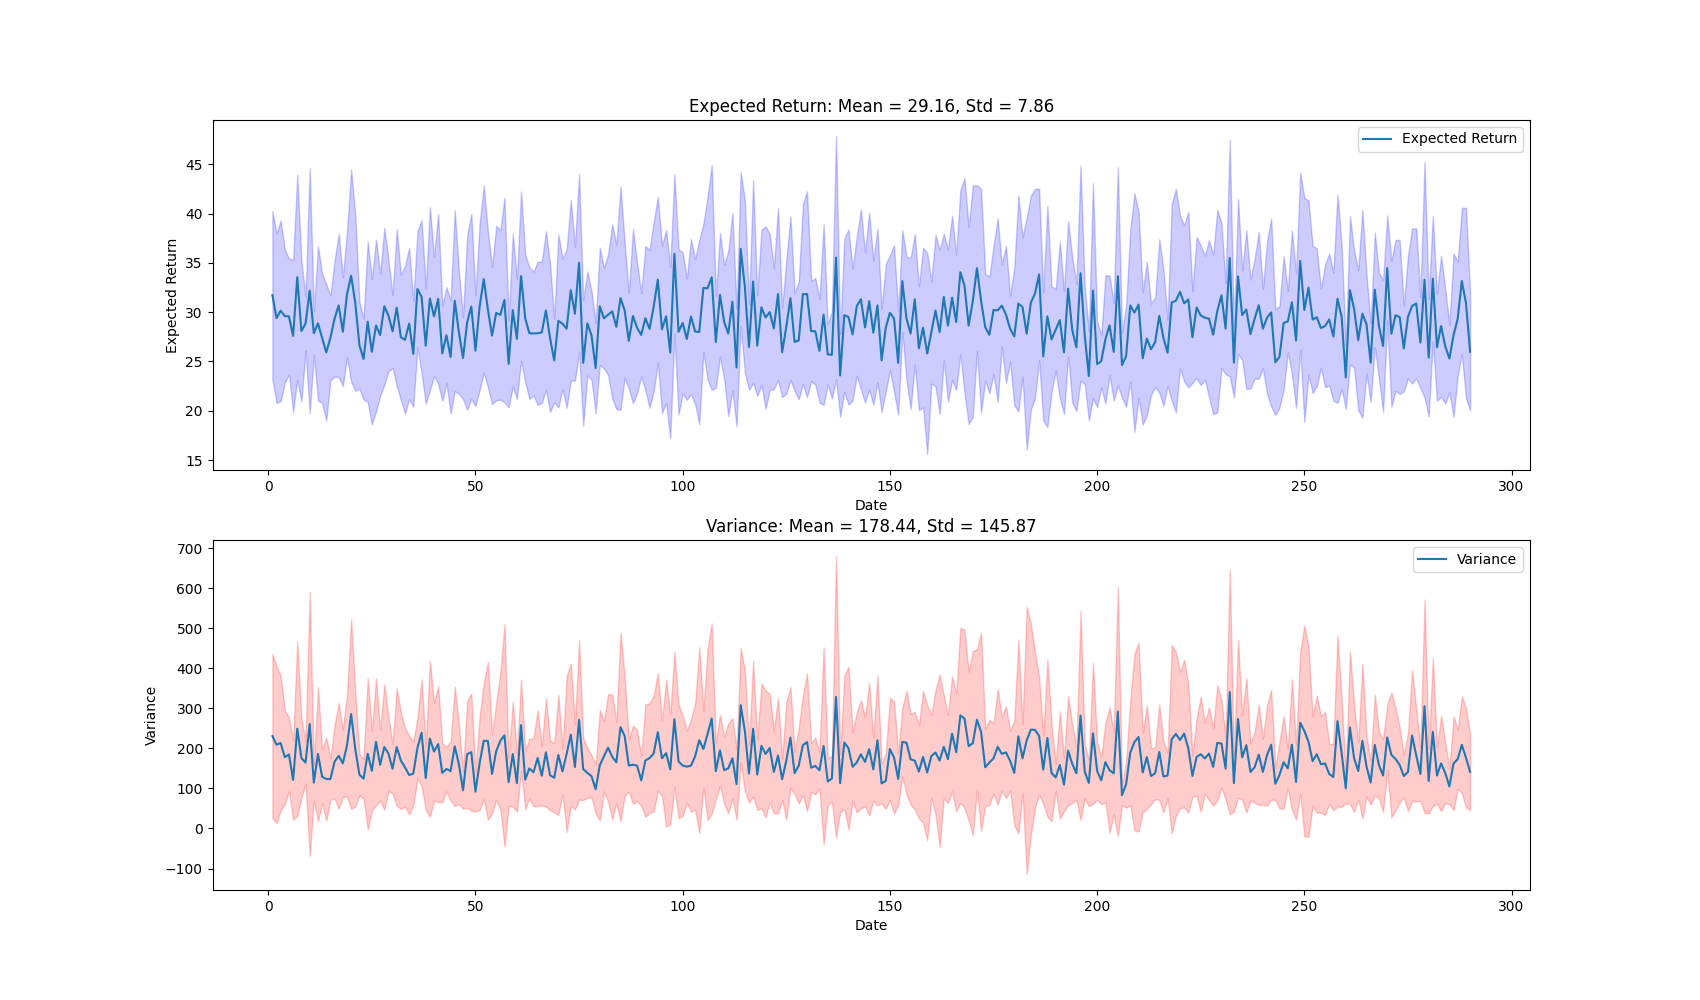 Expected Return: Mean = 29.16, Std = 7.86
Expected Return
45
40
35
30
25
20
15
Expected Return
0 50 100 150 200 250 300
Date
Variance: Mean = 178.44, Std = 145.87
Variance
700
600
500
400
300
200
100
0
−100
Variance
0 50 100 150 200 250 300
Date